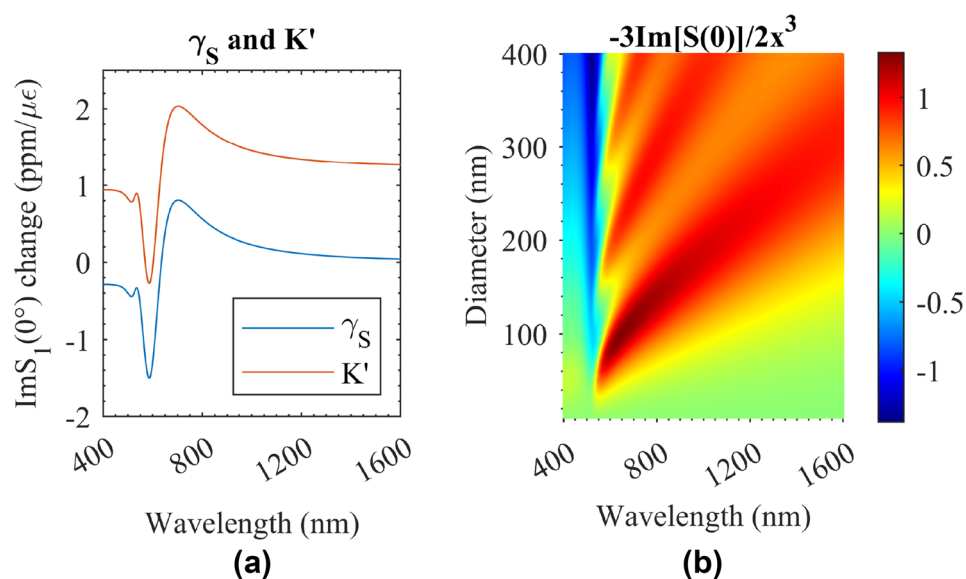 γS and K'
ImS1(0°) change (ppm/μϵ)
2
1
0
-1
-2
γS
K'
400
800
1200
1600
Wavelength (nm)
(a)
-3Im[S(0)]/2x³
Diameter (nm)
400
300
200
100
400
800
1200
1600
Wavelength (nm)
1
0.5
0
-0.5
-1
(b)